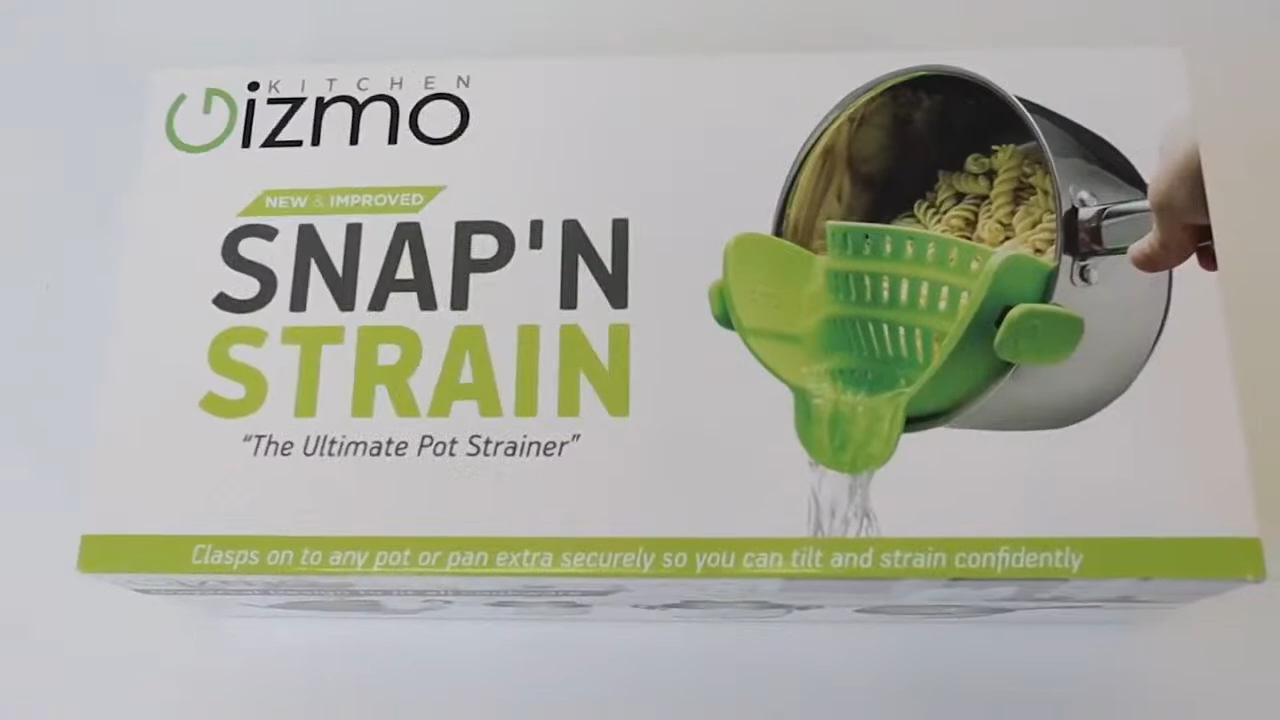 KITCHEN
Gizmo
NEW & IMPROVED
SNAP'N
STRAIN
“The Ultimate Pot Strainer”
Clasps on to any pot or pan extra securely so you can tilt and strain confidently